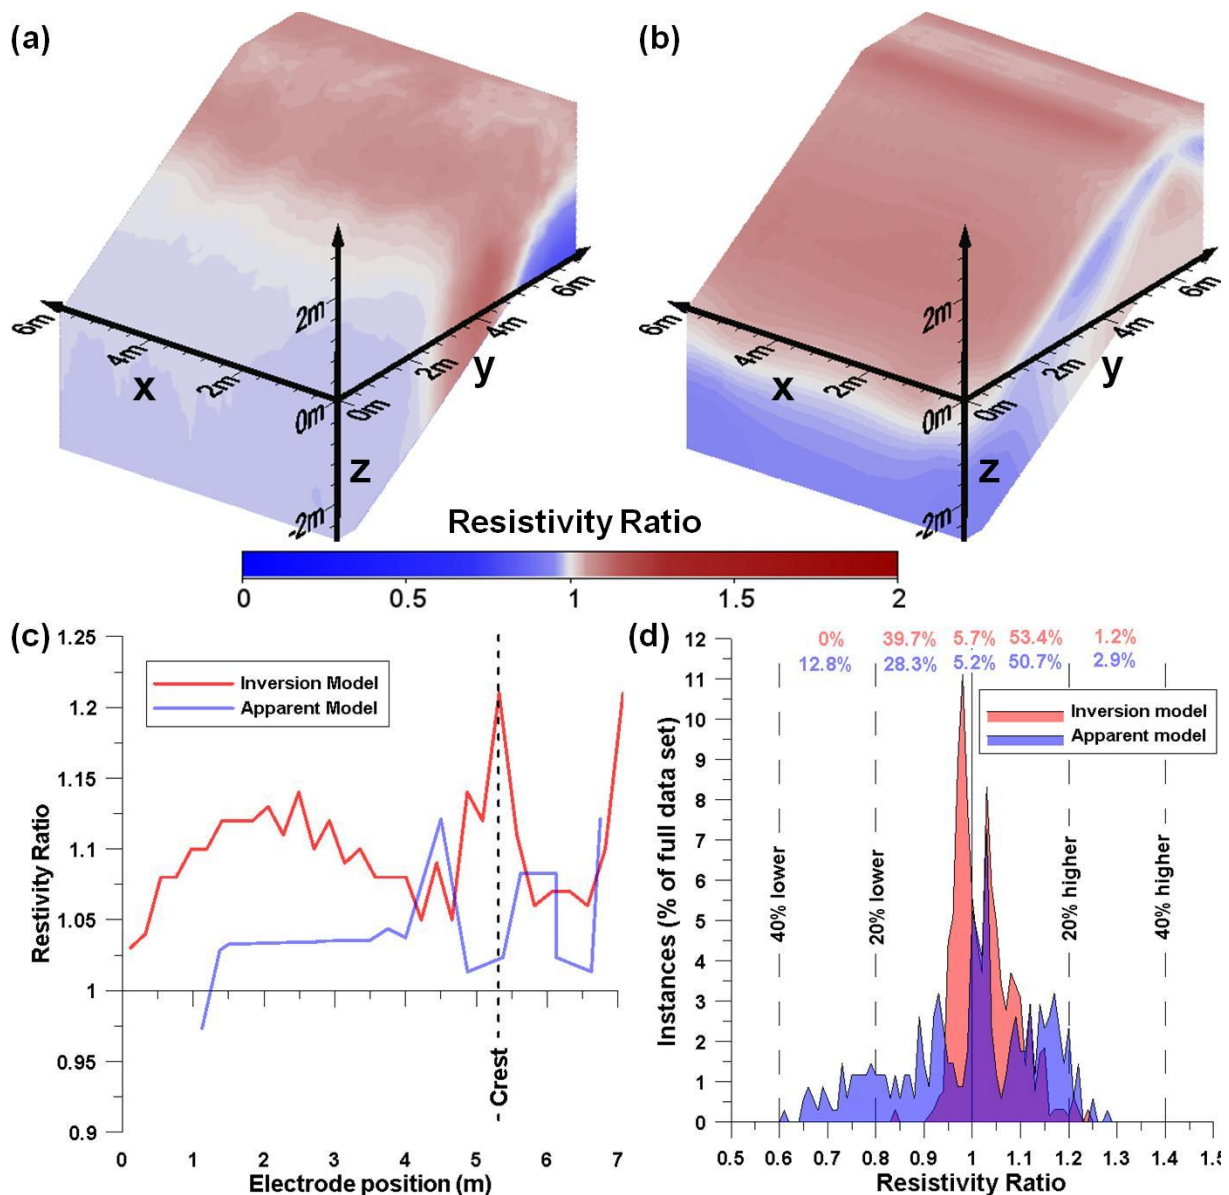 (a)
(b)
6m
4m
2m
x
2m
0m
-2m
z
0m
2m
4m
6m
y
6m
4m
2m
x
2m
0m
-2m
z
0m
2m
4m
6m
y
Resistivity Ratio
0 0.5 1 1.5 2
(c)
1.25
1.2
1.15
1.1
1.05
1
0.95
0.9
Restivity Ratio
Inversion Model
Apparent Model
Crest
0 1 2 3 4 5 6 7
Electrode position (m)
(d)
0% 39.7% 5.7% 53.4% 1.2%
12.8% 28.3% 5.2% 50.7% 2.9%
12
11
10
9
8
7
6
5
4
3
2
1
0
Instances (% of full data set)
Inversion model
Apparent model
40% lower
20% lower
20% higher
40% higher
0.5 0.6 0.7 0.8 0.9 1.0 1.1 1.2 1.3 1.4 1.5
Resistivity Ratio